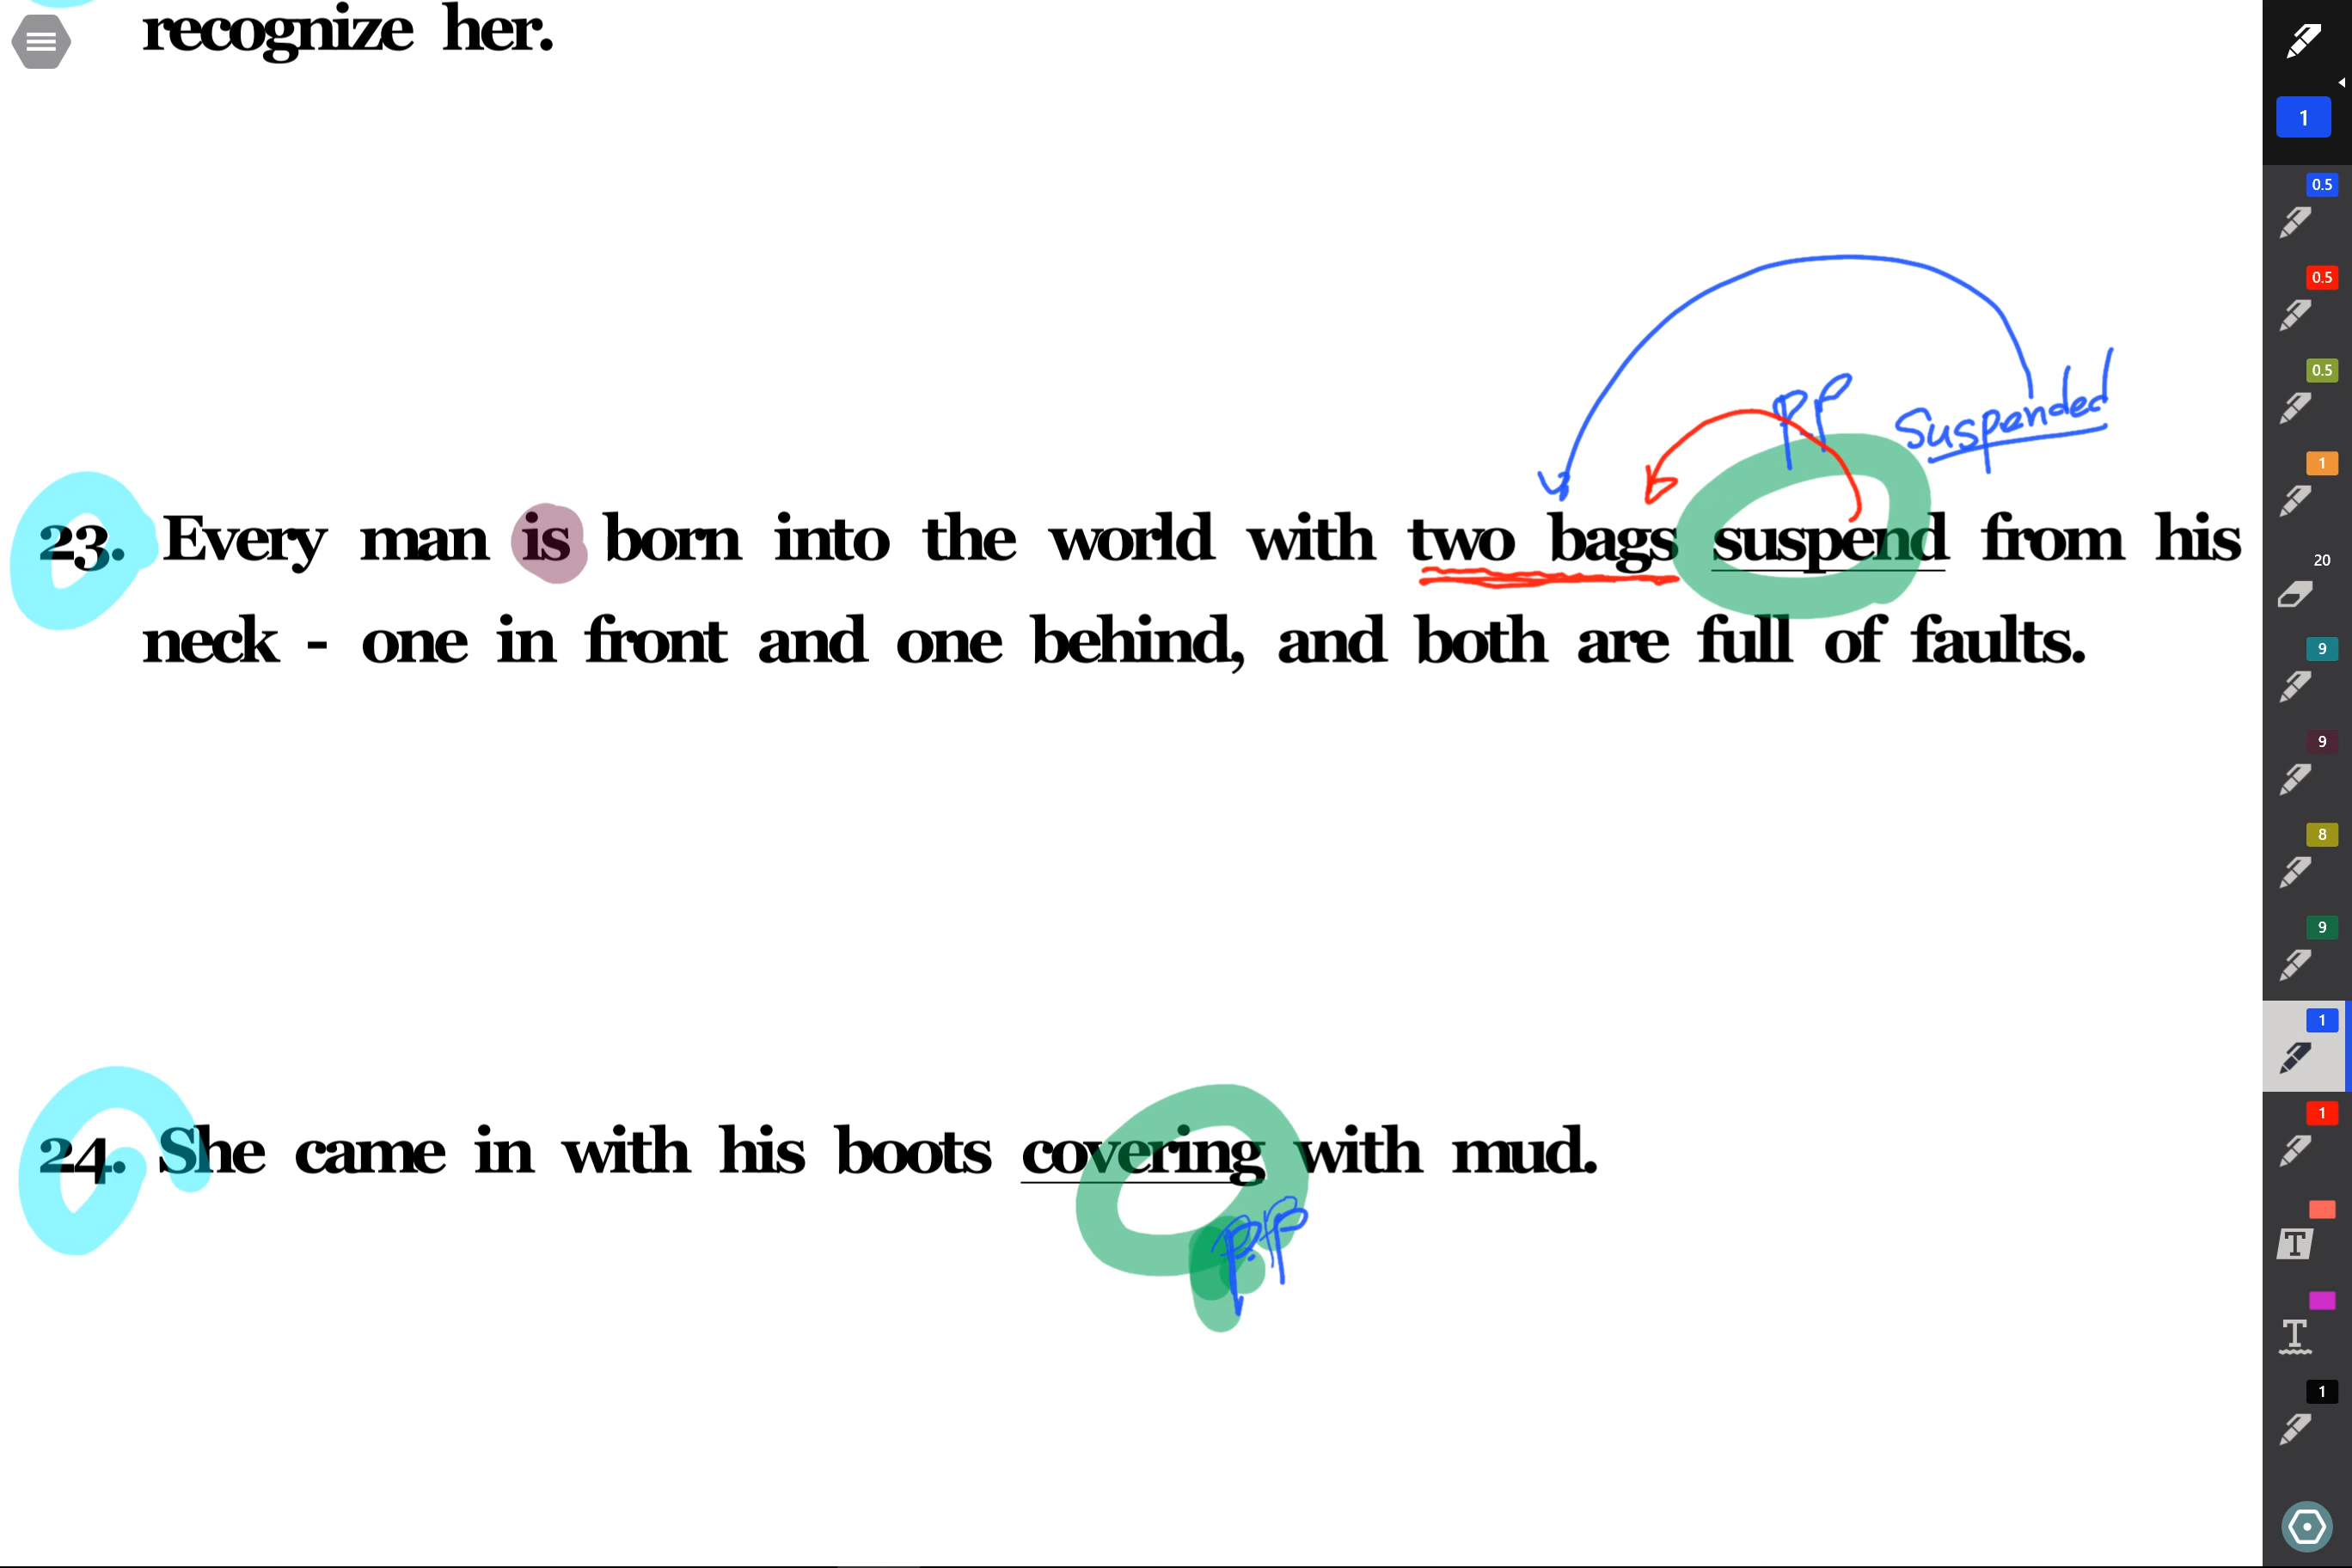 recognize her.
1
0.5
0.5
PP suspended
0.5
1
23. Every man is born into the world with two bags suspend from his
20
neck - one in front and one behind, and both are full of faults.
9
9
8
9
1
24. She came in with his boots covering with mud.
1
PP
T
T
1